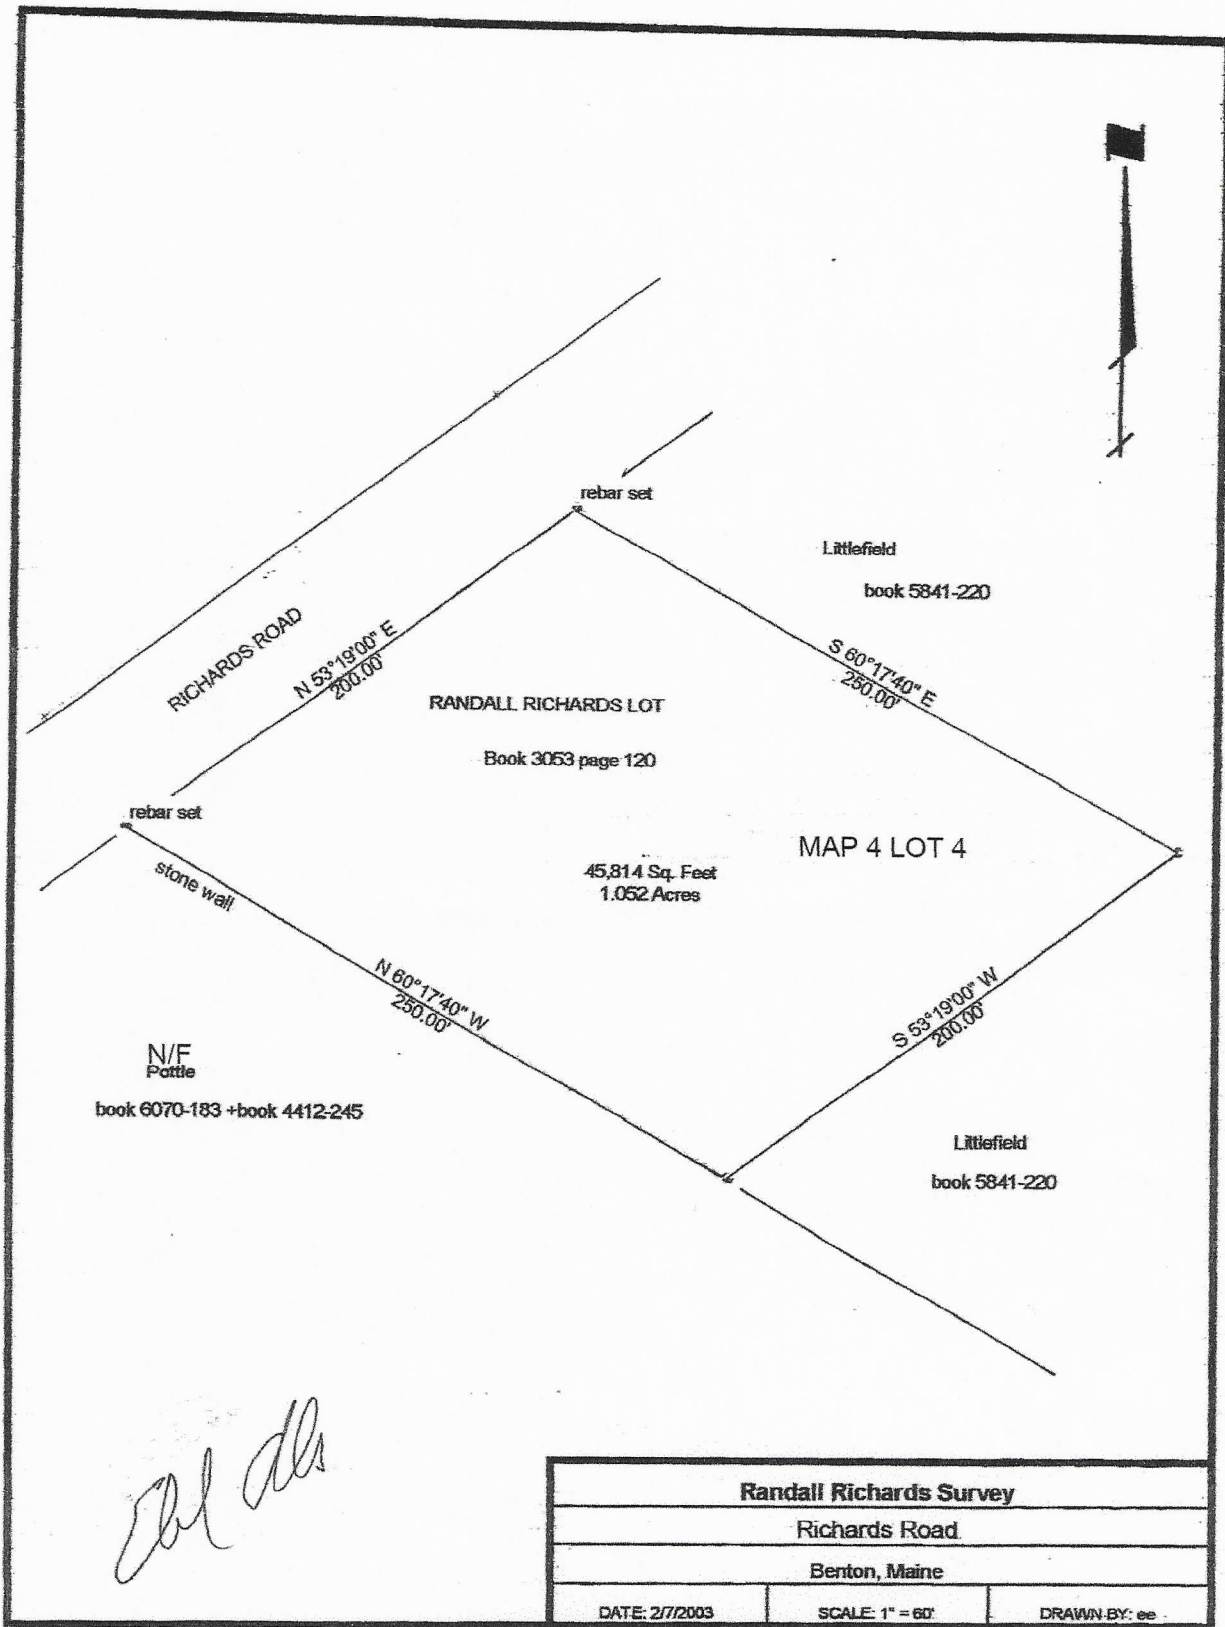 N
rebar set
Littlefield
book 5841-220
RICHARDS ROAD
N 53°19'00" E
200.00'
S 60°17'40" E
250.00'
RANDALL RICHARDS LOT
Book 3053 page 120
rebar set
stone wall
MAP 4 LOT 4
45,814 Sq. Feet
1.052 Acres
N 60°17'40" W
250.00'
S 53°19'00" W
200.00'
N/F
Pottle
book 6070-183 +book 4412-245
Littlefield
book 5841-220
Randall Richards Survey
Richards Road
Benton, Maine
DATE: 2/7/2003
SCALE: 1" = 60'
DRAWN BY: ee